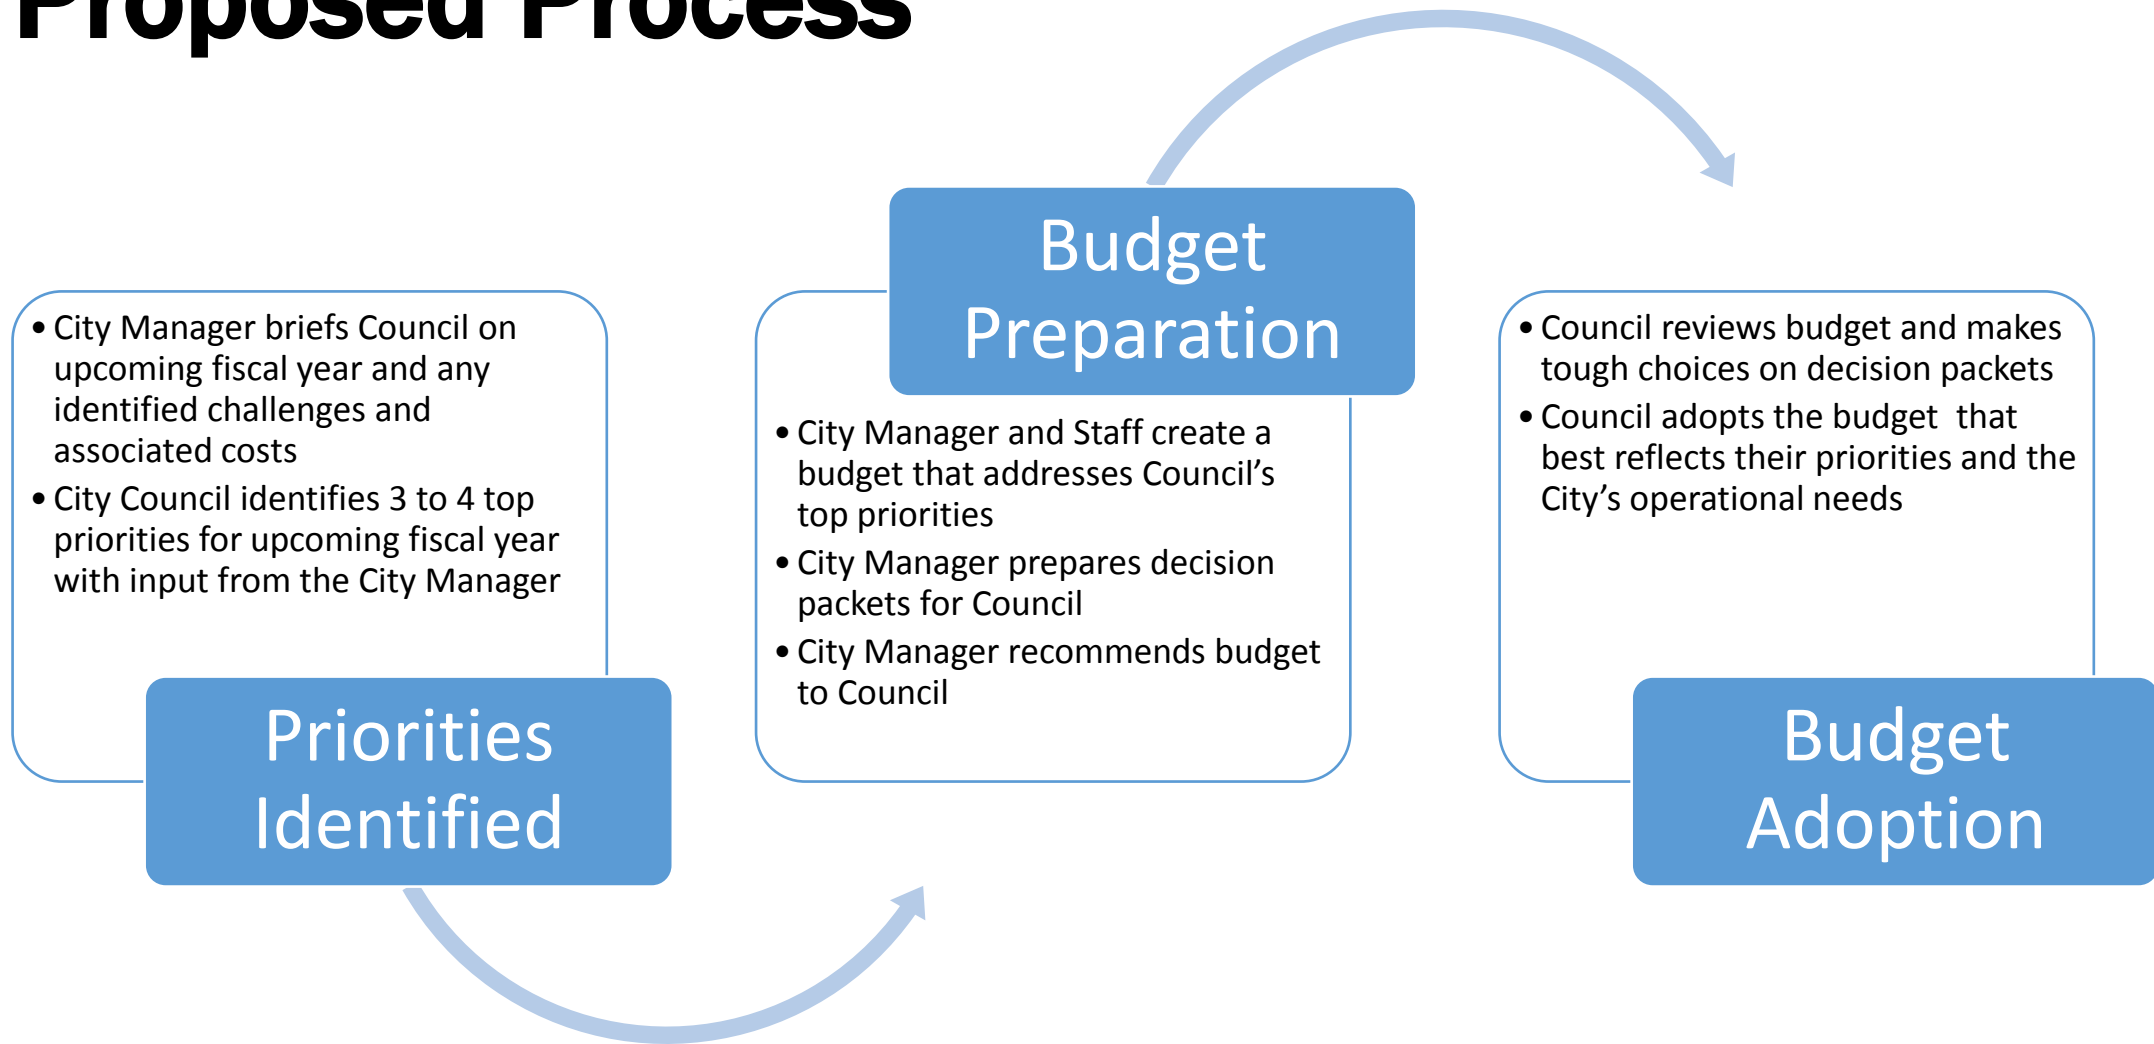 Proposed Process
• City Manager briefs Council on
upcoming fiscal year and any
identified challenges and
associated costs
• City Council identifies 3 to 4 top
priorities for upcoming fiscal year
with input from the City Manager
Priorities
Identified
Budget
Preparation
• City Manager and Staff create a
budget that addresses Council’s
top priorities
• City Manager prepares decision
packets for Council
• City Manager recommends budget
to Council
• Council reviews budget and makes
tough choices on decision packets
• Council adopts the budget  that
best reflects their priorities and the
City’s operational needs
Budget
Adoption